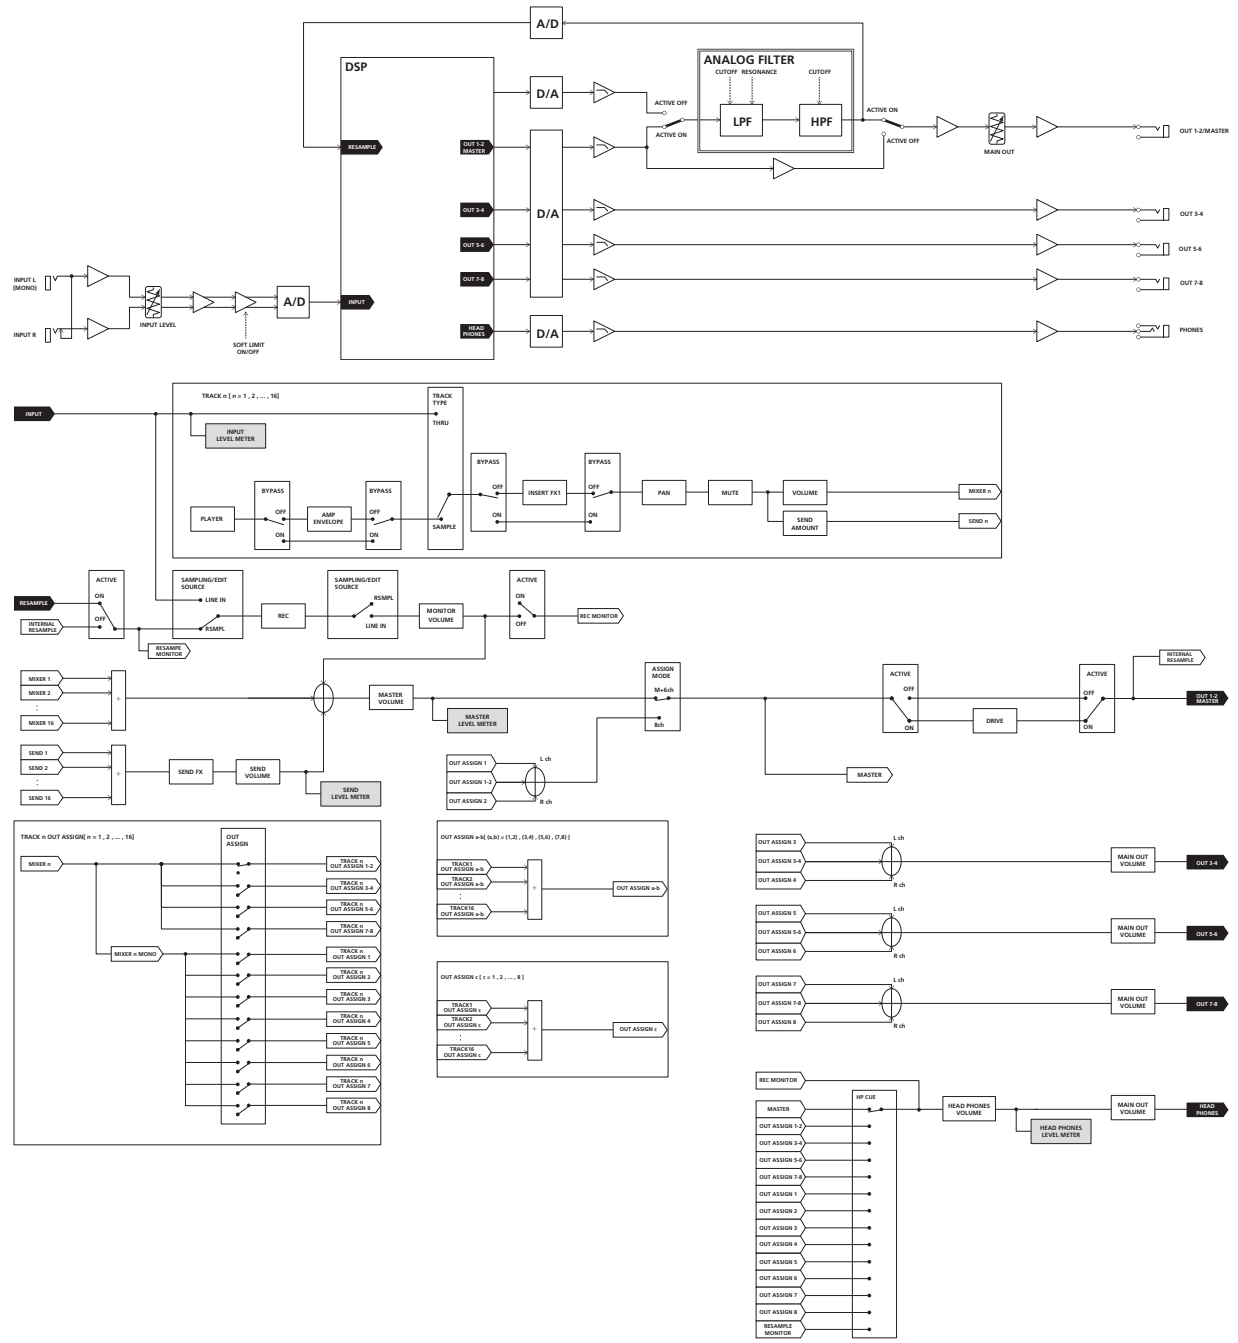 A/D
DSP
D/A
ANALOG FILTER
CUTOFF
RESONANCE
CUTOFF
LPF
HPF
ACTIVE OFF
ACTIVE ON
ACTIVE ON
ACTIVE OFF
MAIN OUT
OUT 1-2/MASTER
RESAMPLE
OUT 1-2
MASTER
D/A
OUT 3-4
OUT 3-4
OUT 5-6
OUT 5-6
OUT 7-8
OUT 7-8
INPUT L
(MONO)
INPUT R
INPUT LEVEL
SOFT LIMIT
ON/OFF
A/D
INPUT
HEAD
PHONES
D/A
PHONES
INPUT
TRACK n [ n = 1 , 2 , ... , 16]
INPUT
LEVEL METER
TRACK
TYPE
THRU
SAMPLE
PLAYER
BYPASS
OFF
ON
AMP
ENVELOPE
BYPASS
OFF
ON
BYPASS
OFF
ON
INSERT FX1
BYPASS
OFF
ON
PAN
MUTE
VOLUME
SEND
AMOUNT
MIXER n
SEND n
RESAMPLE
INTERNAL
RESAMPLE
ACTIVE
ON
OFF
RESAMPE
MONITOR
SAMPLING/EDIT
SOURCE
LINE IN
RSMPL
REC
SAMPLING/EDIT
SOURCE
RSMPL
LINE IN
MONITOR
VOLUME
ACTIVE
ON
OFF
REC MONITOR
MIXER 1
MIXER 2
:
MIXER 16
+
MASTER
VOLUME
MASTER
LEVEL METER
ASSIGN
MODE
M+6ch
8ch
ACTIVE
OFF
ON
DRIVE
ACTIVE
OFF
ON
INTERNAL
RESAMPLE
OUT 1-2
MASTER
MASTER
SEND 1
SEND 2
:
SEND 16
+
SEND FX
SEND
VOLUME
SEND
LEVEL METER
OUT ASSIGN 1
OUT ASSIGN 1-2
OUT ASSIGN 2
L ch
R ch
TRACK n OUT ASSIGN[ n = 1 , 2 , ... , 16]
OUT
ASSIGN
MIXER n
MIXER n MONO
TRACK n
OUT ASSIGN 1-2
TRACK n
OUT ASSIGN 3-4
TRACK n
OUT ASSIGN 5-6
TRACK n
OUT ASSIGN 7-8
TRACK n
OUT ASSIGN 1
TRACK n
OUT ASSIGN 2
TRACK n
OUT ASSIGN 3
TRACK n
OUT ASSIGN 4
TRACK n
OUT ASSIGN 5
TRACK n
OUT ASSIGN 6
TRACK n
OUT ASSIGN 7
TRACK n
OUT ASSIGN 8
OUT ASSIGN a-b[ (a,b) = (1,2) , (3,4) , (5,6) , (7,8) ]
TRACK1
OUT ASSIGN a-b
TRACK2
OUT ASSIGN a-b
:
TRACK16
OUT ASSIGN a-b
+
OUT ASSIGN a-b
OUT ASSIGN c [ c = 1 , 2 , ... , 8 ]
TRACK1
OUT ASSIGN c
TRACK2
OUT ASSIGN c
:
TRACK16
OUT ASSIGN c
+
OUT ASSIGN c
OUT ASSIGN 3
OUT ASSIGN 3-4
OUT ASSIGN 4
L ch
R ch
MAIN OUT
VOLUME
OUT 3-4
OUT ASSIGN 5
OUT ASSIGN 5-6
OUT ASSIGN 6
L ch
R ch
MAIN OUT
VOLUME
OUT 5-6
OUT ASSIGN 7
OUT ASSIGN 7-8
OUT ASSIGN 8
L ch
R ch
MAIN OUT
VOLUME
OUT 7-8
REC MONITOR
HP CUE
MASTER
OUT ASSIGN 1-2
OUT ASSIGN 3-4
OUT ASSIGN 5-6
OUT ASSIGN 7-8
OUT ASSIGN 1
OUT ASSIGN 2
OUT ASSIGN 3
OUT ASSIGN 4
OUT ASSIGN 5
OUT ASSIGN 6
OUT ASSIGN 7
OUT ASSIGN 8
RESAMPLE
MONITOR
HEAD PHONES
VOLUME
HEAD PHONES
LEVEL METER
MAIN OUT
VOLUME
HEAD
PHONES